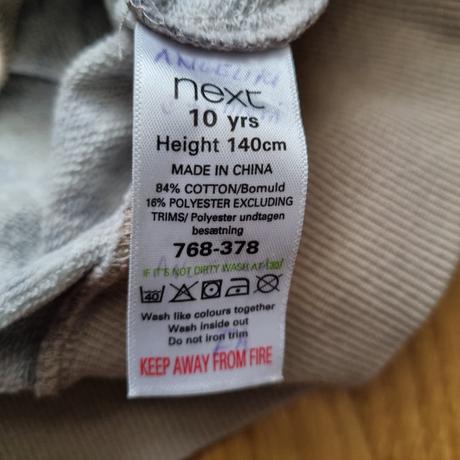 next
10 yrs
Height 140cm
MADE IN CHINA
84% COTTON/Bomuld
16% POLYESTER EXCLUDING
TRIMS/ Polyester undtagen
besætning
768-378
IF IT'S NOT DIRTY WASH AT 30
40
Wash like colours together
Wash inside out
Do not iron trim
KEEP AWAY FROM FIRE